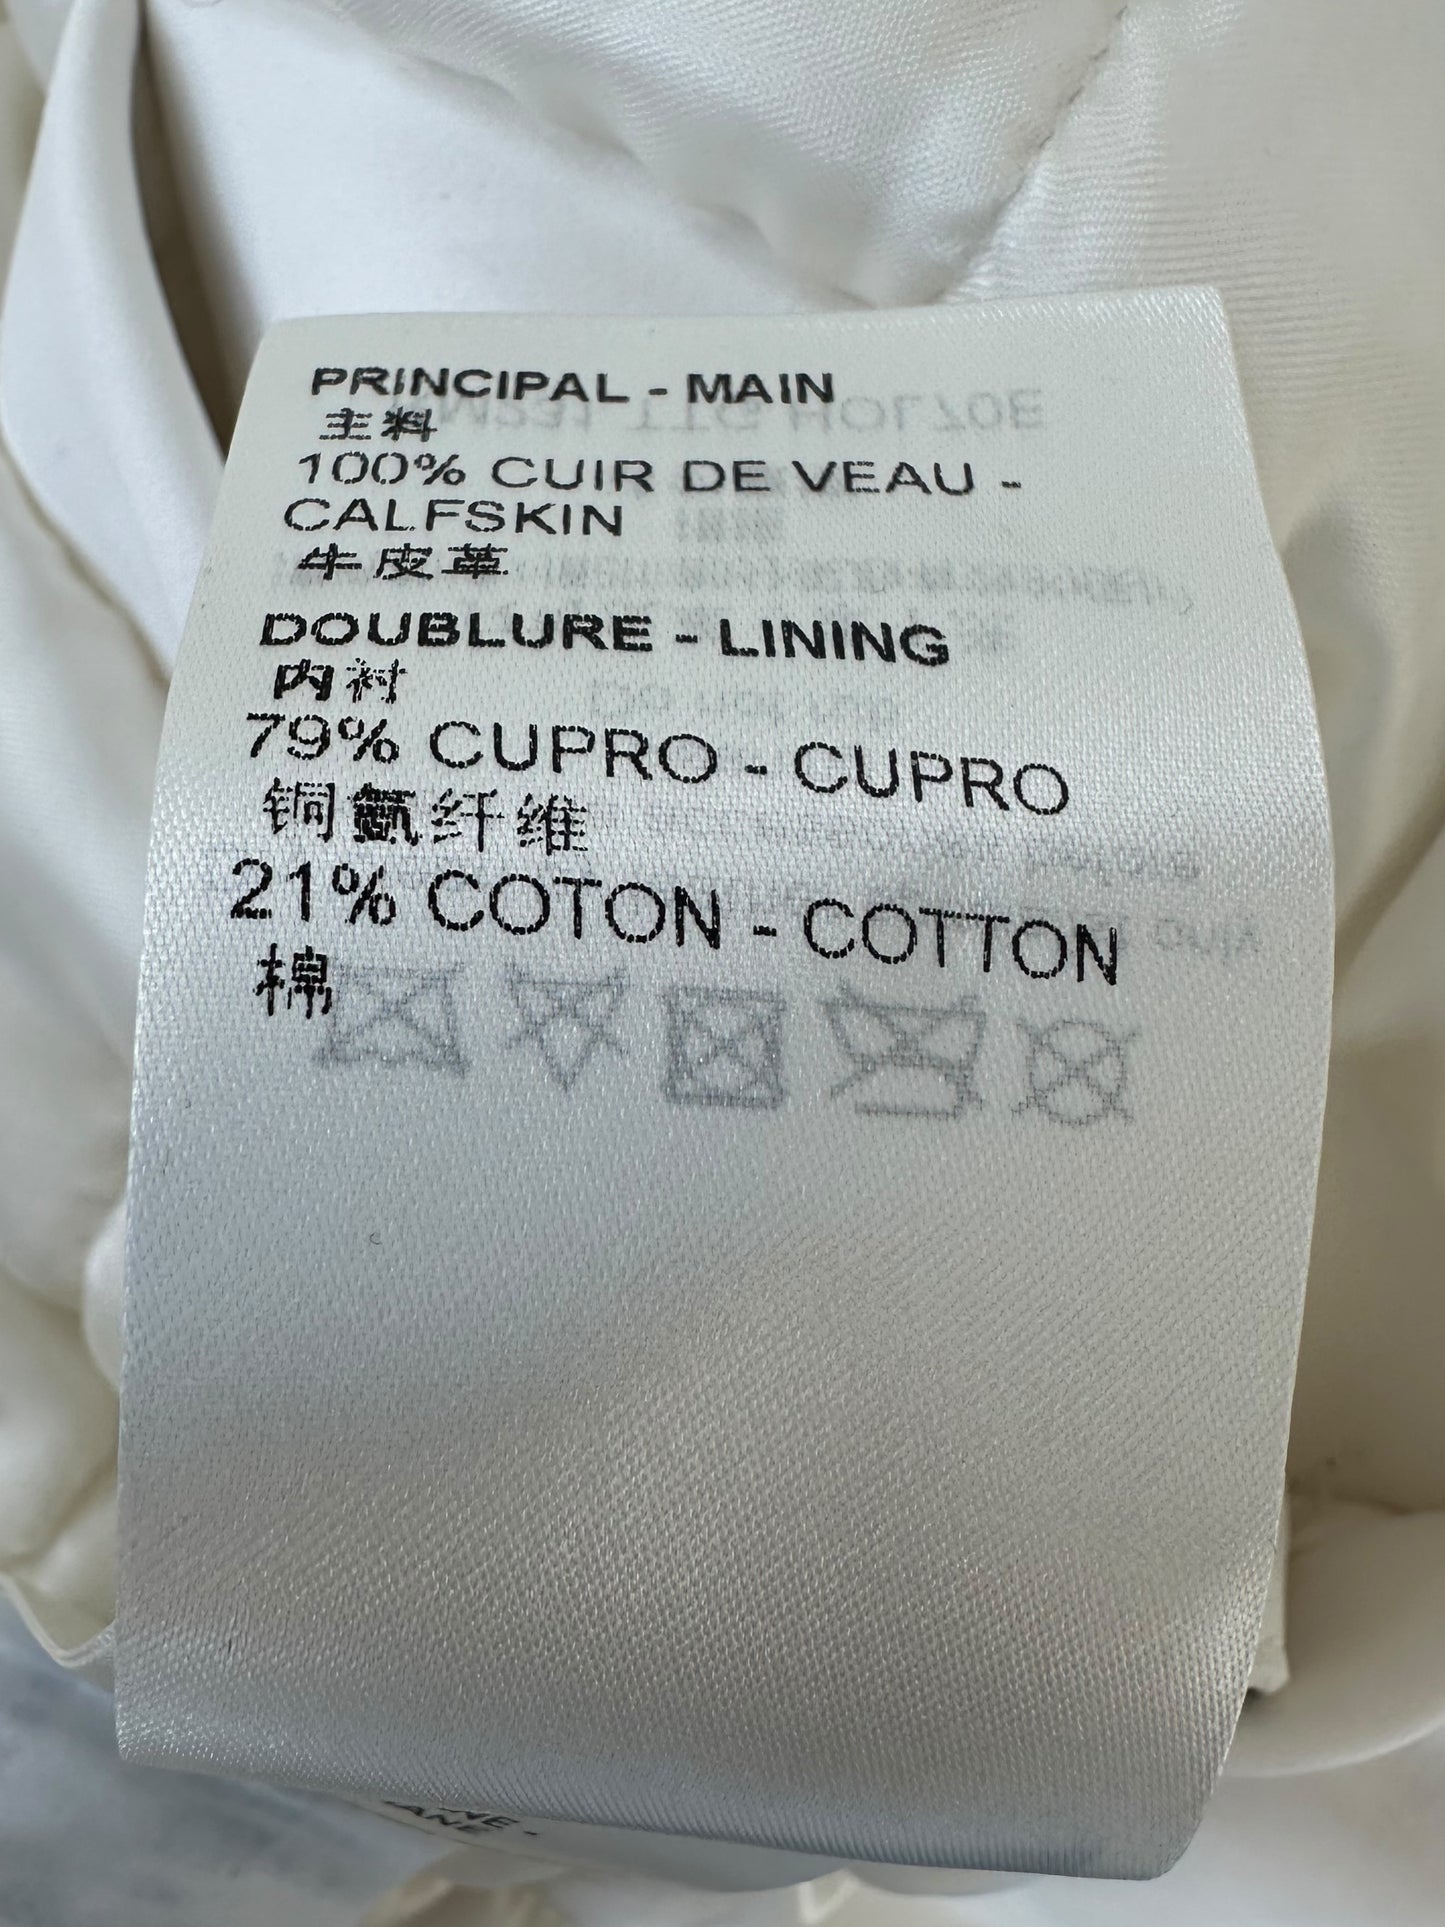 PRINCIPAL - MAIN
主料
100% CUIR DE VEAU -
CALFSKIN
牛皮革
DOUBLURE - LINING
内衬
79% CUPRO - CUPRO
铜氨纤维
21% COTON - COTTON
棉